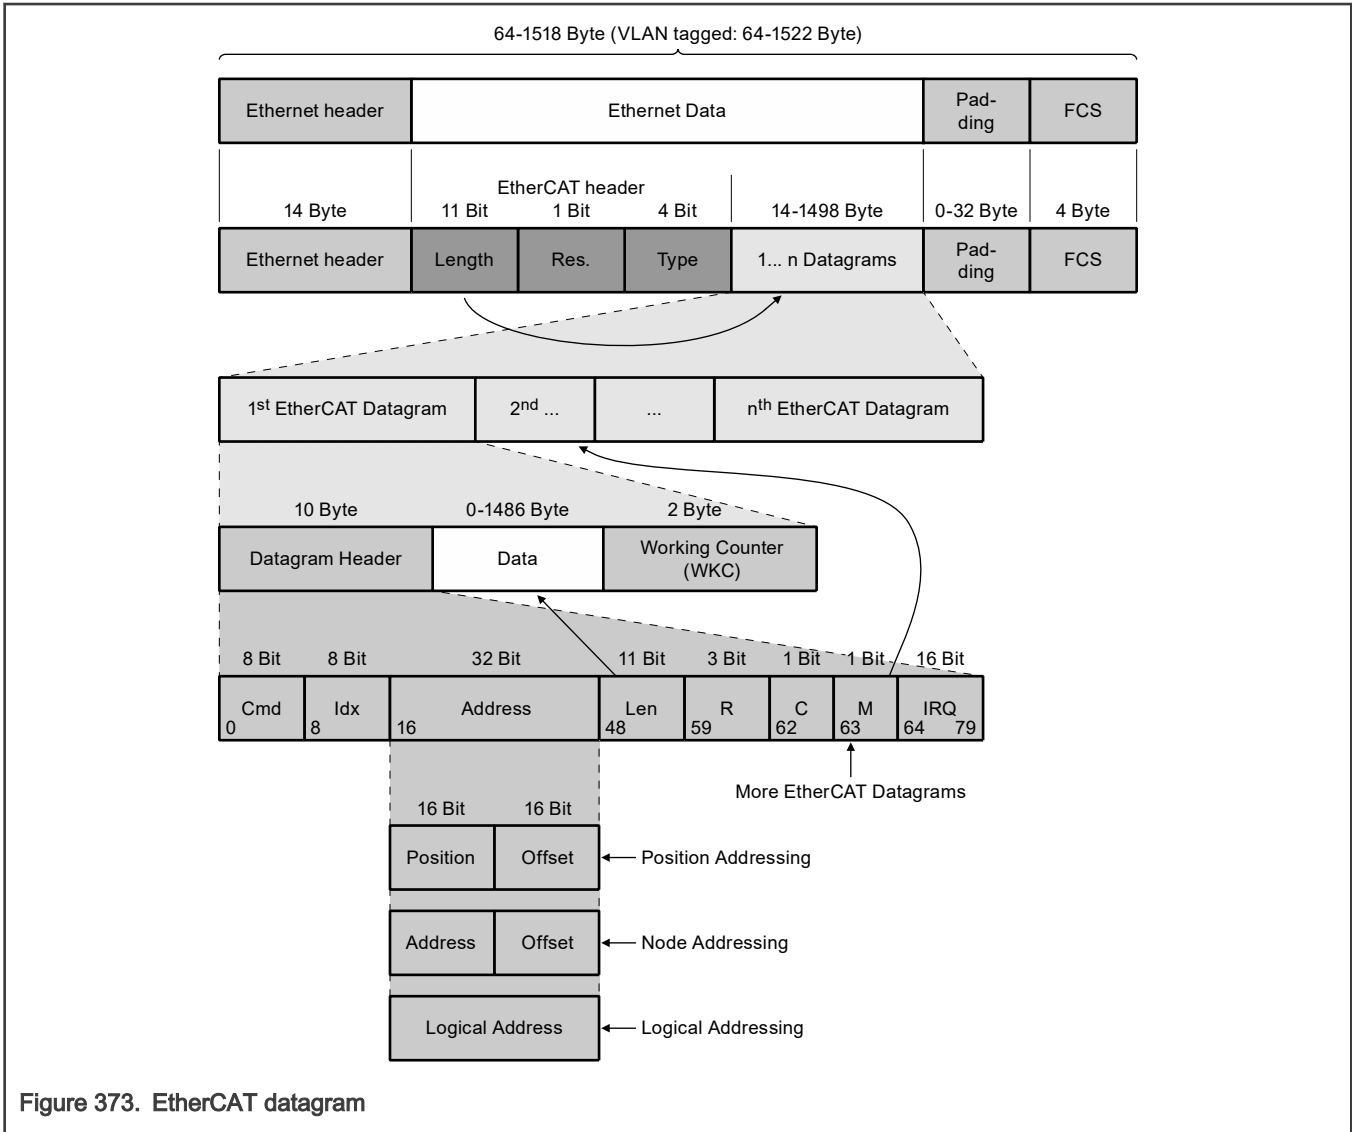 64-1518 Byte (VLAN tagged: 64-1522 Byte)
Ethernet header Ethernet Data Pad-
ding FCS
EtherCAT header
14 Byte 11 Bit 1 Bit 4 Bit 14-1498 Byte 0-32 Byte 4 Byte
Ethernet header Length Res. Type 1... n Datagrams Pad-
ding FCS
1st EtherCAT Datagram 2nd ... ... nth EtherCAT Datagram
10 Byte 0-1486 Byte 2 Byte
Datagram Header Data Working Counter
(WKC)
8 Bit 8 Bit 32 Bit 11 Bit 3 Bit 1 Bit 1 Bit 16 Bit
Cmd Idx Address Len R C M IRQ
0 8 16 48 59 62 63 64 79
More EtherCAT Datagrams
16 Bit 16 Bit
Position Offset Position Addressing
Address Offset Node Addressing
Logical Address Logical Addressing
Figure 373. EtherCAT datagram